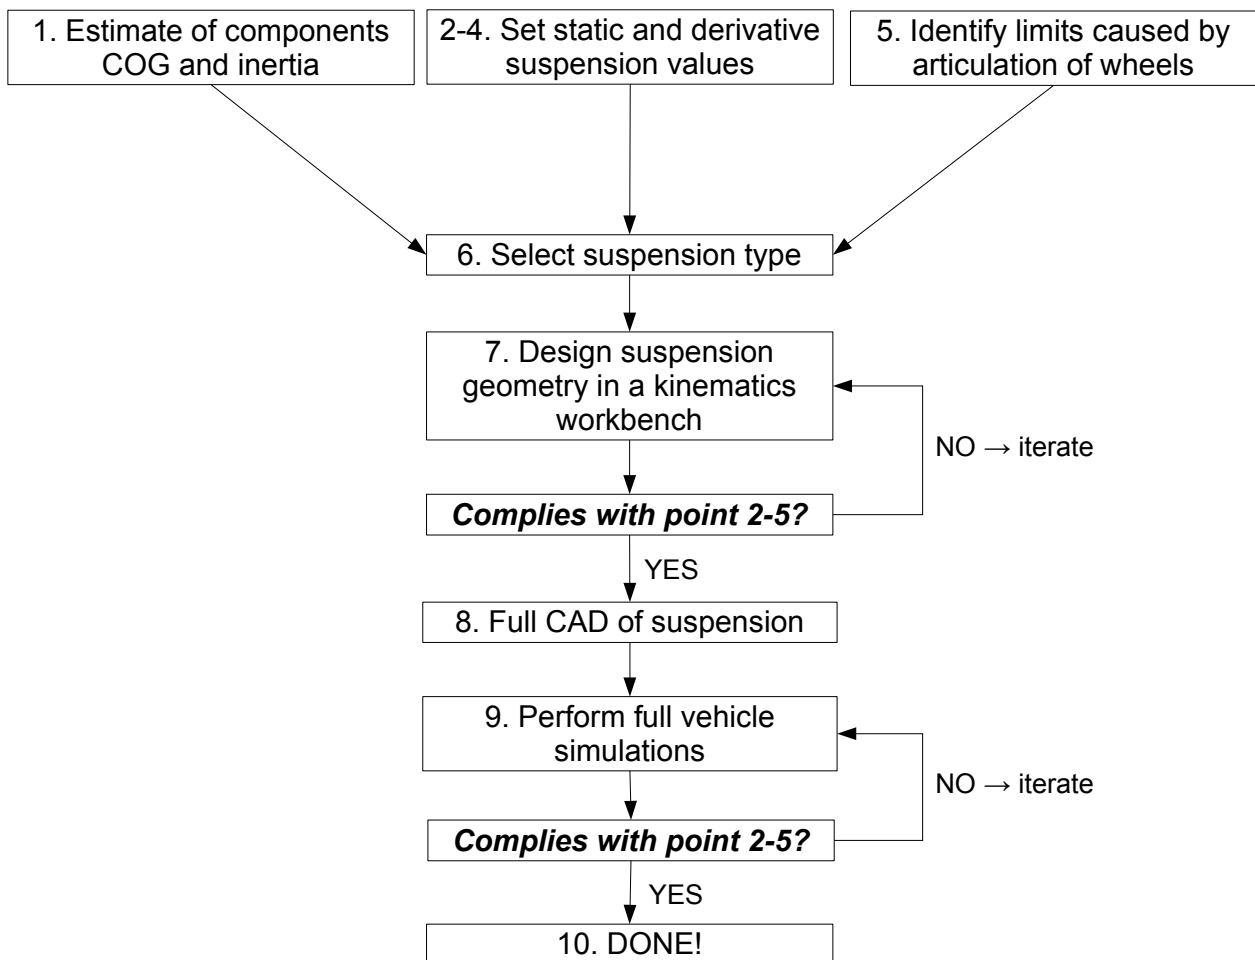 1. Estimate of components
COG and inertia
2-4. Set static and derivative
suspension values
5. Identify limits caused by
articulation of wheels
6. Select suspension type
7. Design suspension
geometry in a kinematics
workbench
NO → iterate
Complies with point 2-5?
YES
8. Full CAD of suspension
9. Perform full vehicle
simulations
NO → iterate
Complies with point 2-5?
YES
10. DONE!